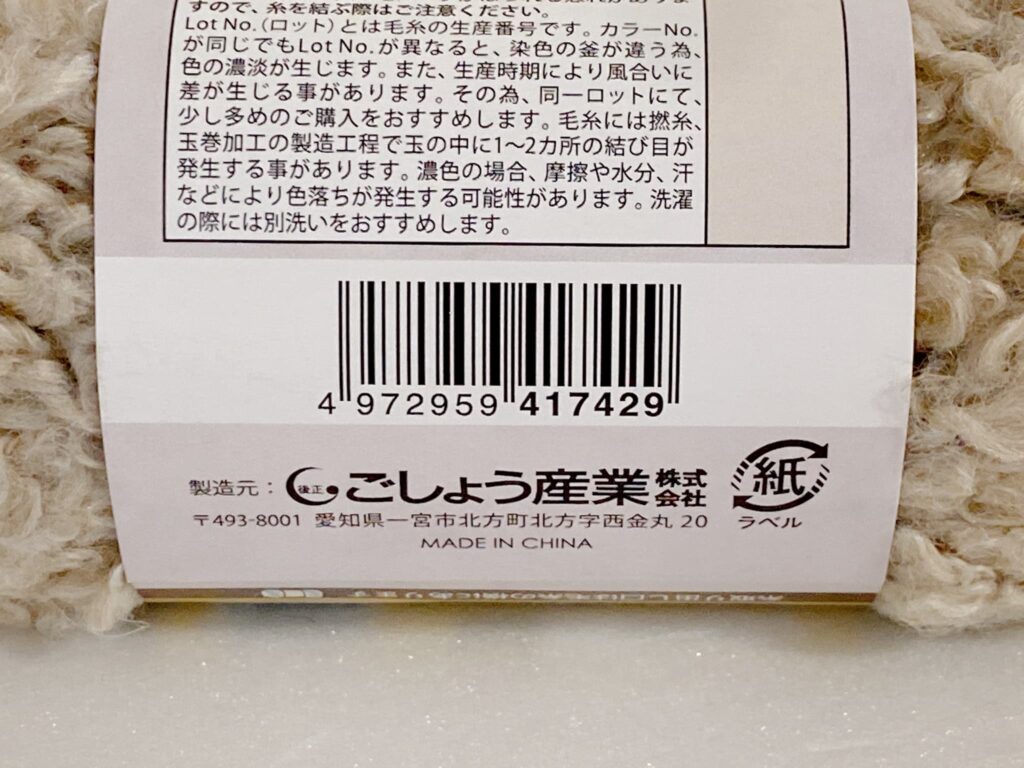 すので、糸を結ぶ際はご注意ください。
Lot No.(ロット)とは毛糸の生産番号です。カラーNo.
が同じでもLot No.が異なると、染色の釜が違う為、
色の濃淡が生じます。また、生産時期により風合いに
差が生じる事があります。その為、同一ロットにて、
少し多めのご購入をおすすめします。毛糸には撚糸、
玉巻加工の製造工程で玉の中に1〜2カ所の結び目が
発生する事があります。濃色の場合、摩擦や水分、汗
などにより色落ちが発生する可能性があります。洗濯
の際には別洗いをおすすめします。
4 972959 417429
製造元: 後正 ごしょう産業株式会社
紙
〒493-8001 愛知県一宮市北方町北方字西金丸 20
ラベル
MADE IN CHINA